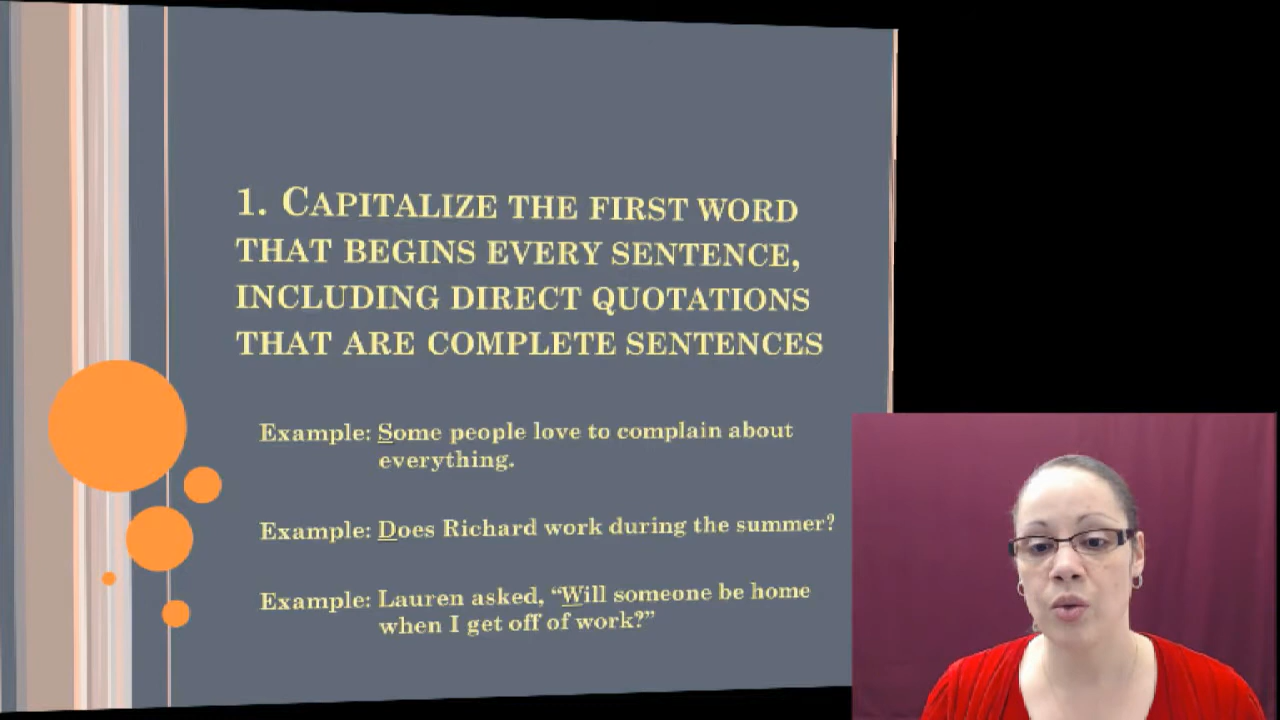 1. CAPITALIZE THE FIRST WORD
THAT BEGINS EVERY SENTENCE,
INCLUDING DIRECT QUOTATIONS
THAT ARE COMPLETE SENTENCES
Example: Some people love to complain about
everything.
Example: Does Richard work during the summer?
Example: Lauren asked, “Will someone be home
when I get off of work?”